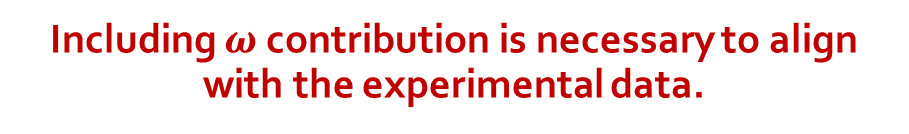 Including ω contribution is necessary to align
with the experimental data.